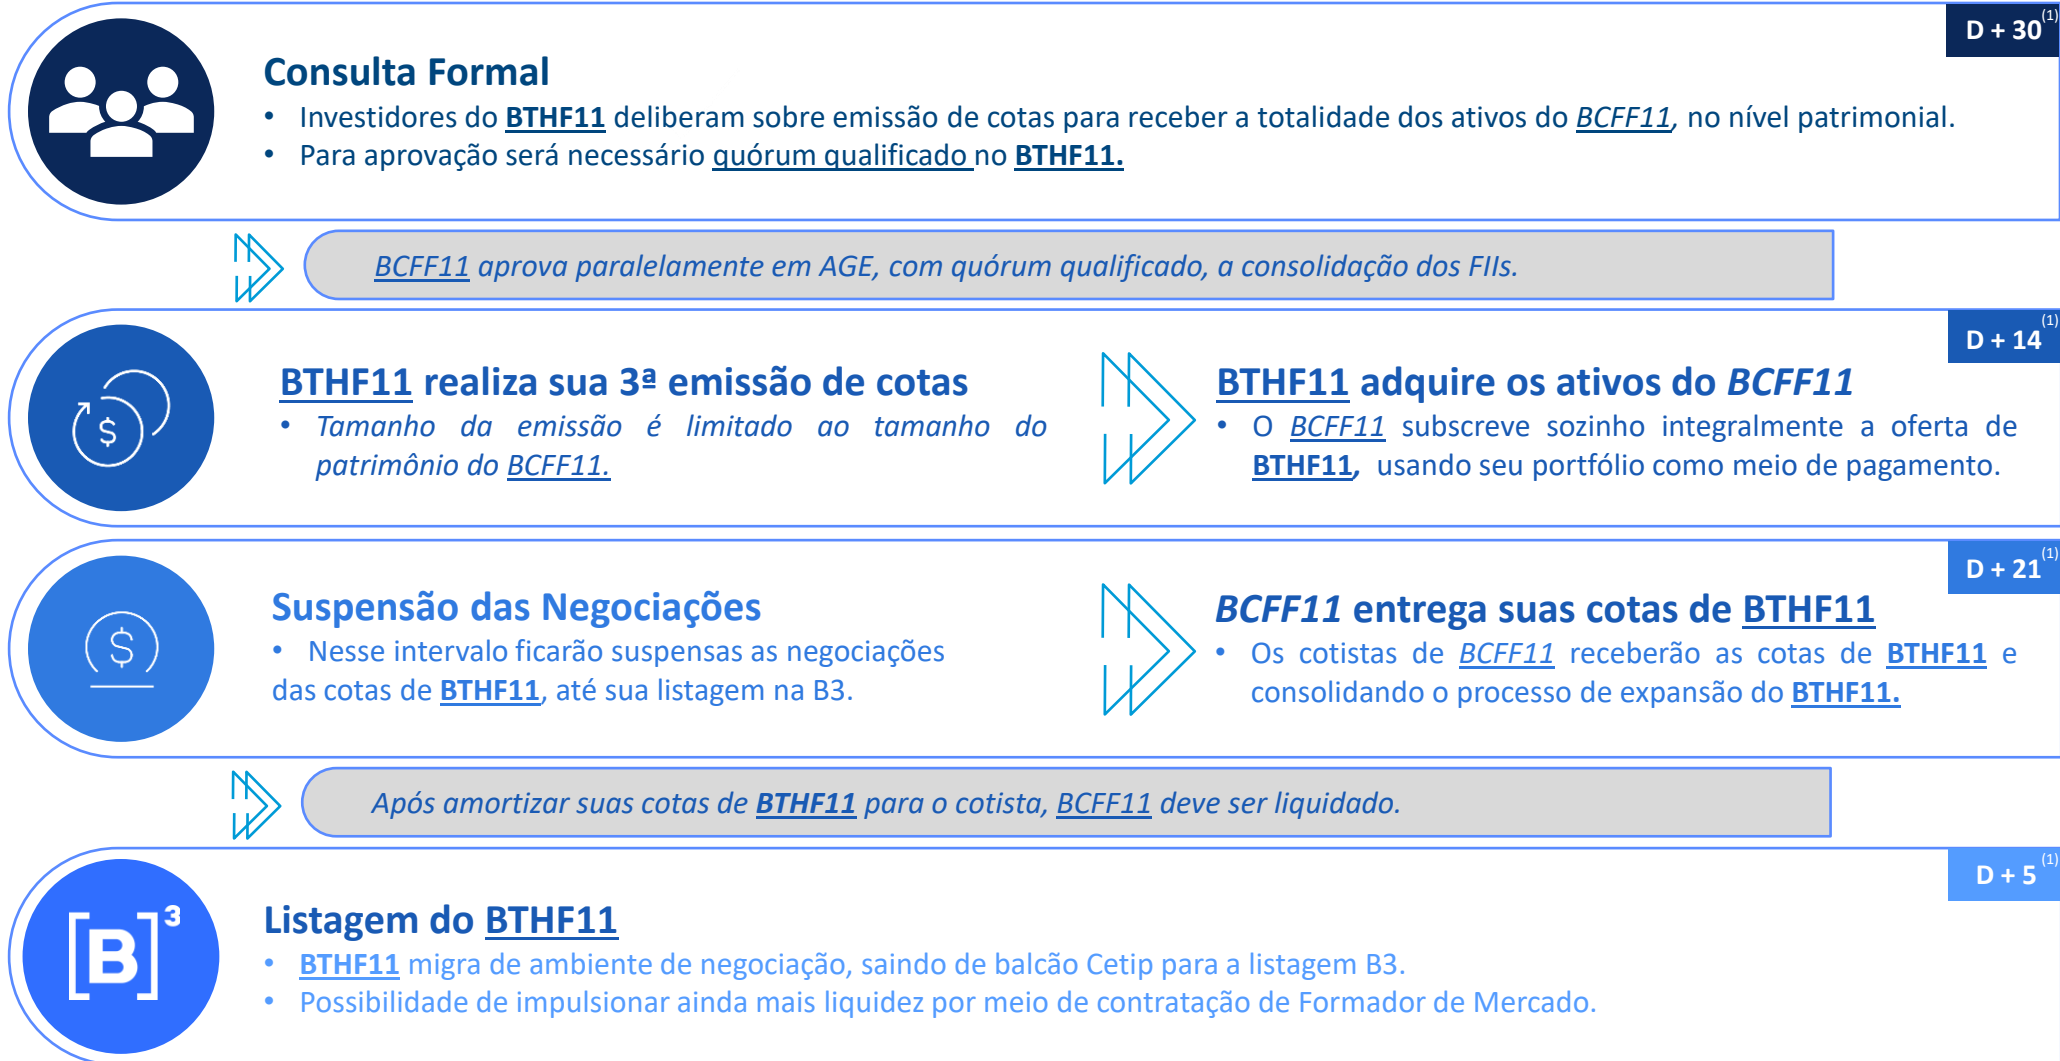 D + 30(1)
Consulta Formal
• Investidores do BTHF11 deliberam sobre emissão de cotas para receber a totalidade dos ativos do BCFF11, no nível patrimonial.
• Para aprovação será necessário quórum qualificado no BTHF11.
BCFF11 aprova paralelamente em AGE, com quórum qualificado, a consolidação dos FIIs.
D + 14(1)
BTHF11 realiza sua 3ª emissão de cotas
• Tamanho da emissão é limitado ao tamanho do
patrimônio do BCFF11.
BTHF11 adquire os ativos do BCFF11
• O BCFF11 subscreve sozinho integralmente a oferta de
BTHF11, usando seu portfólio como meio de pagamento.
$
D + 21(1)
Suspensão das Negociações
• Nesse intervalo ficarão suspensas as negociações
das cotas de BTHF11, até sua listagem na B3.
BCFF11 entrega suas cotas de BTHF11
• Os cotistas de BCFF11 receberão as cotas de BTHF11 e
consolidando o processo de expansão do BTHF11.
$
Após amortizar suas cotas de BTHF11 para o cotista, BCFF11 deve ser liquidado.
D + 5(1)
Listagem do BTHF11
• BTHF11 migra de ambiente de negociação, saindo de balcão Cetip para a listagem B3.
• Possibilidade de impulsionar ainda mais liquidez por meio de contratação de Formador de Mercado.
[B]³